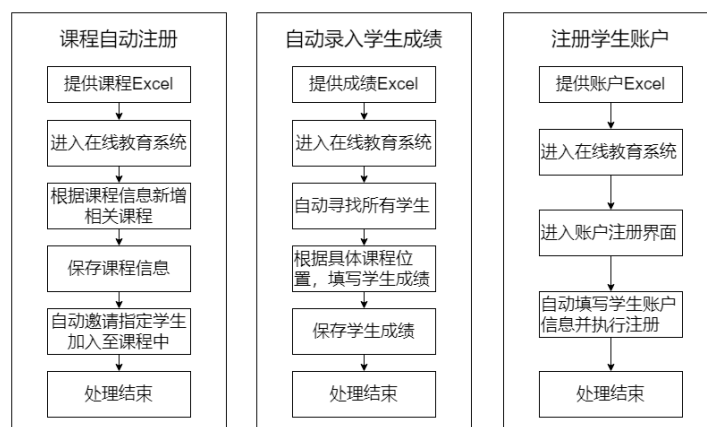 课程自动注册
提供课程Excel
进入在线教育系统
根据课程信息新增
相关课程
保存课程信息
自动邀请指定学生
加入至课程中
处理结束
自动录入学生成绩
提供成绩Excel
进入在线教育系统
自动寻找所有学生
根据具体课程位
置，填写学生成绩
保存学生成绩
处理结束
注册学生账户
提供账户Excel
进入在线教育系统
进入账户注册界面
自动填写学生账户
信息并执行注册
处理结束